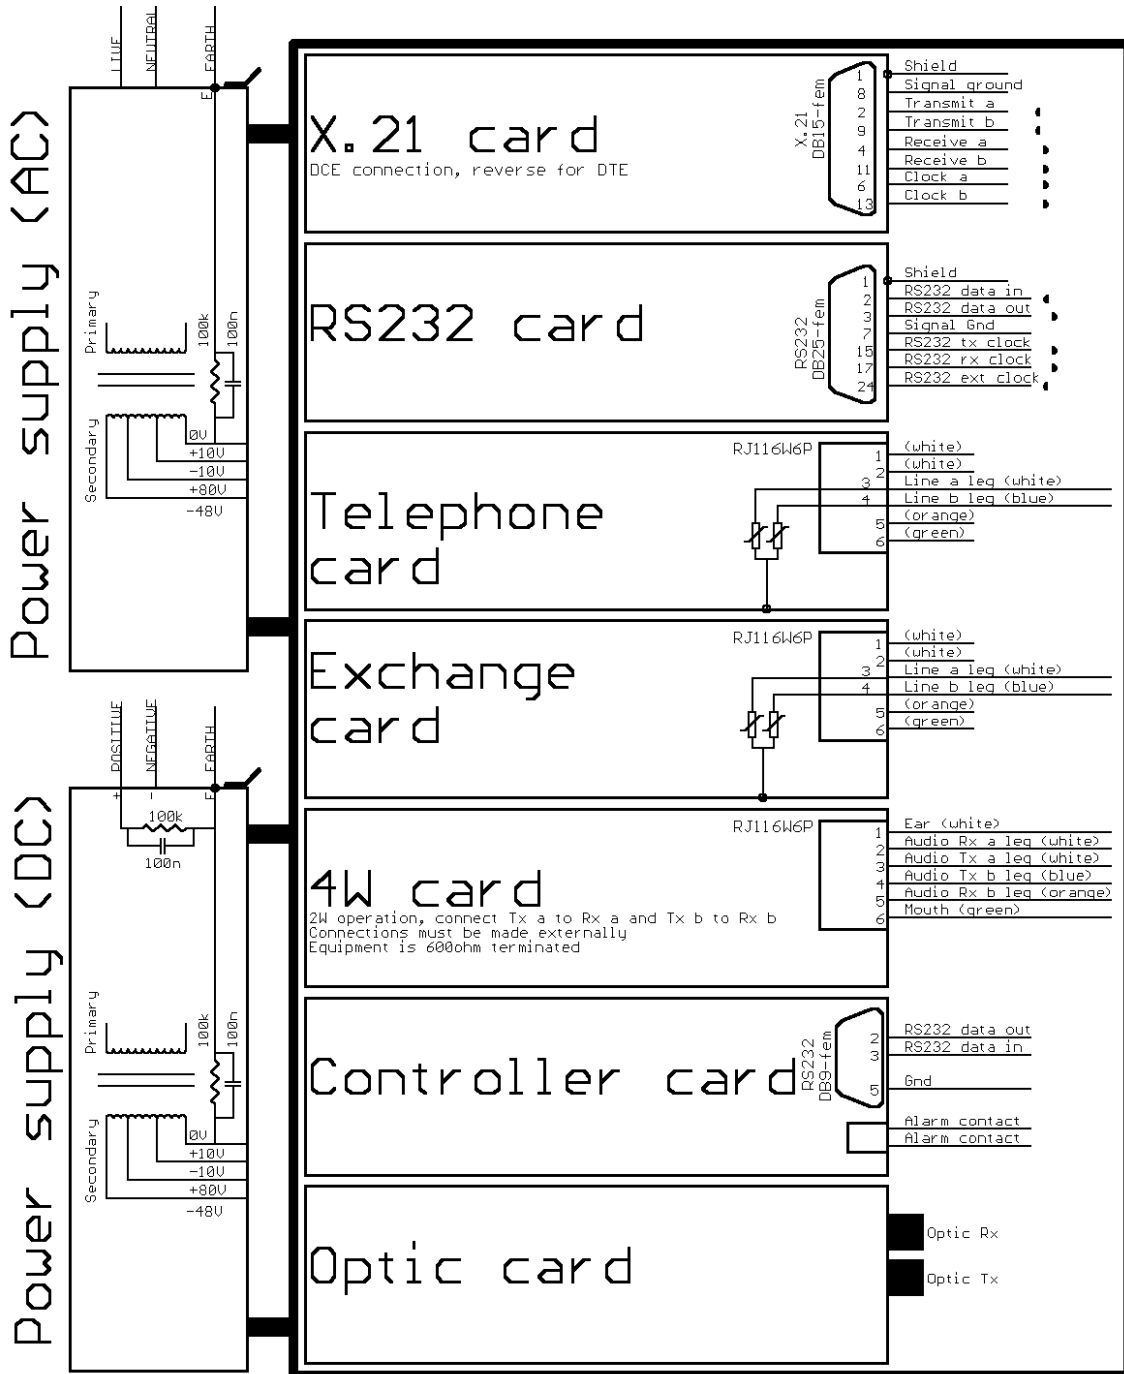 LIVE
NEUTRAL
EARTH
E
Power supply (AC)
Primary
100k
100n
Secondary
0V
+10V
-10V
+80V
-48V
POSITIVE
NEGATIVE
EARTH
+
-
E
100k
100n
Power supply (DC)
Primary
100k
100n
Secondary
0V
+10V
-10V
+80V
-48V
X.21 card
DCE connection, reverse for DTE
X.21
DB15-fem
1 Shield
8 Signal ground
2 Transmit a
9 Transmit b
4 Receive a
11 Receive b
6 Clock a
13 Clock b
RS232 card
RS232
DB25-fem
1 Shield
2 RS232 data in
3 RS232 data out
7 Signal Gnd
15 RS232 tx clock
17 RS232 rx clock
24 RS232 ext clock
Telephone
card
RJ116W6P
1 (white)
2 (white)
3 Line a leg (white)
4 Line b leg (blue)
5 (orange)
6 (green)
Exchange
card
RJ116W6P
1 (white)
2 (white)
3 Line a leg (white)
4 Line b leg (blue)
5 (orange)
6 (green)
4W card
2W operation, connect Tx a to Rx a and Tx b to Rx b
Connections must be made externally
Equipment is 600ohm terminated
RJ116W6P
1 Ear (white)
2 Audio Rx a leg (white)
3 Audio Tx a leg (white)
4 Audio Tx b leg (blue)
5 Audio Rx b leg (orange)
6 Mouth (green)
Controller card
RS232
DB9-fem
2 RS232 data out
3 RS232 data in
5 Gnd
Alarm contact
Alarm contact
Optic card
Optic Rx
Optic Tx